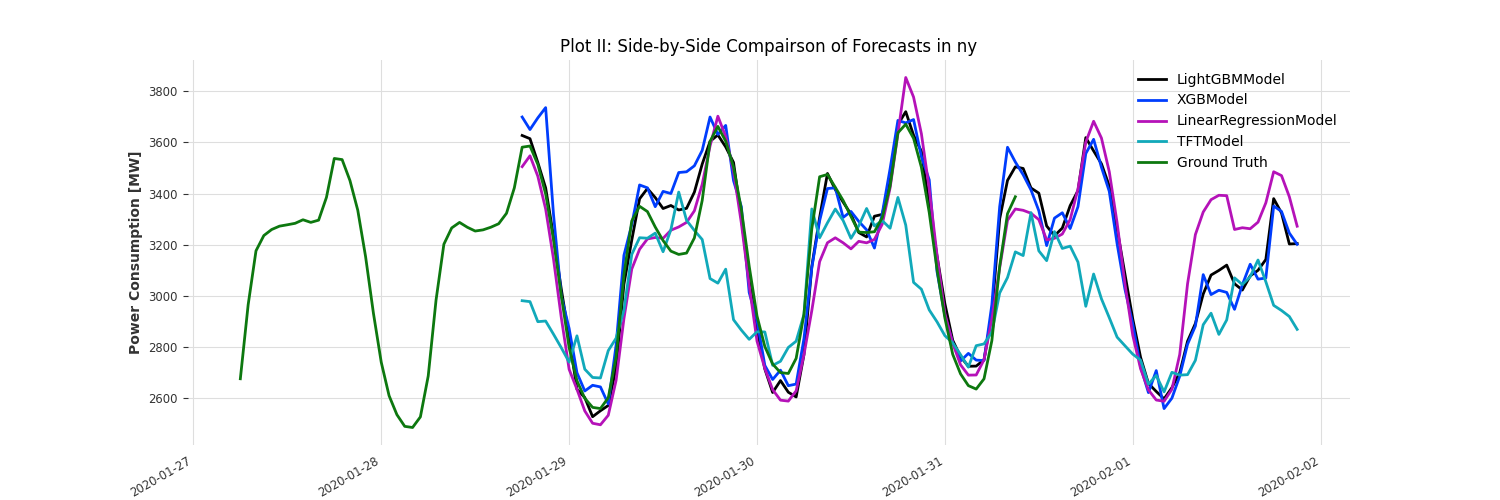 Plot II: Side-by-Side Compairson of Forecasts in ny
Power Consumption [MW]
3800
3600
3400
3200
3000
2800
2600
2020-01-27
2020-01-28
2020-01-29
2020-01-30
2020-01-31
2020-02-01
2020-02-02
LightGBMModel
XGBModel
LinearRegressionModel
TFTModel
Ground Truth